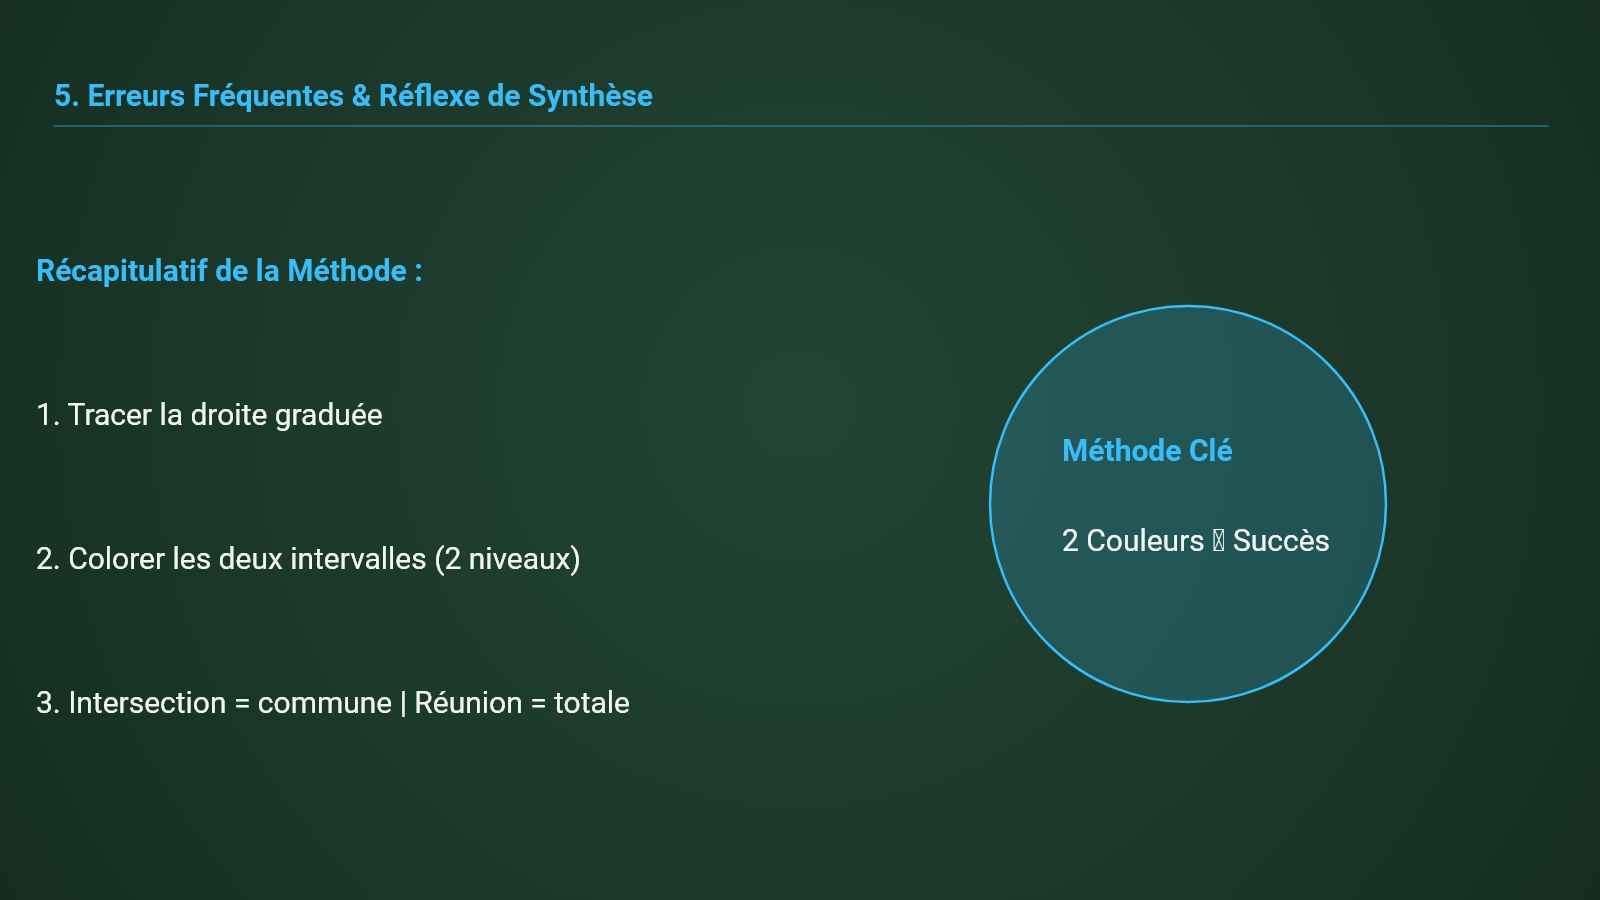 5. Erreurs Fréquentes & Réflexe de Synthèse
Récapitulatif de la Méthode :
1. Tracer la droite graduée
2. Colorer les deux intervalles (2 niveaux)
3. Intersection = commune | Réunion = totale
Méthode Clé
2 Couleurs Succès